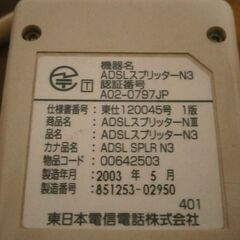 機器名
ADSLスプリッターN3
認証番号
T A02-0797JP
仕様書番号: 東仕120045号 1版
商品名: ADSLスプリッターNⅢ
品名: ADSLスプリッターN3
カナ品名: ADSL SPLR N3
物品コード: 00642503
製造年月: 2003 年 5 月
製造番号: 851253-02950
401
東日本電信電話株式会社